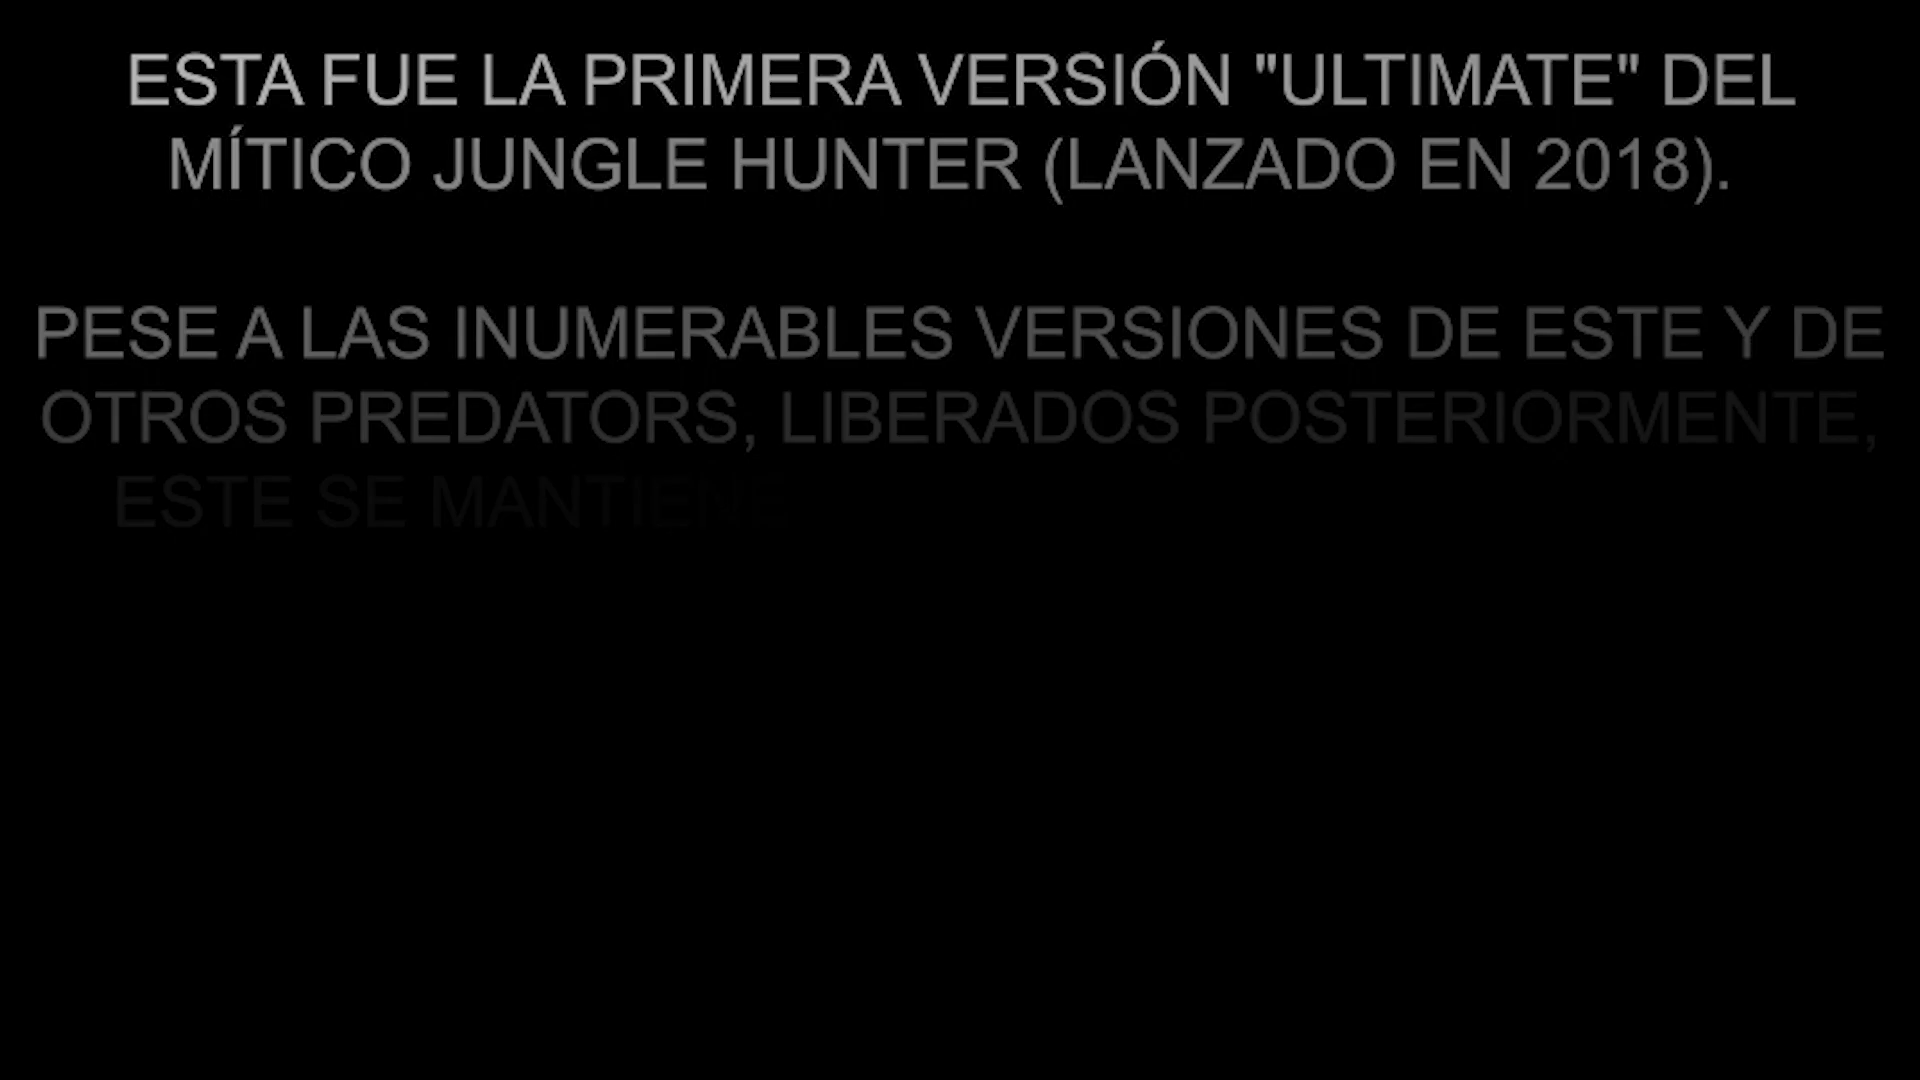 ESTA FUE LA PRIMERA VERSIÓN "ULTIMATE" DEL
MÍTICO JUNGLE HUNTER (LANZADO EN 2018).
PESE A LAS INUMERABLES VERSIONES DE ESTE Y DE
OTROS PREDATORS, LIBERADOS POSTERIORMENTE,
ESTE SE MANTIENE